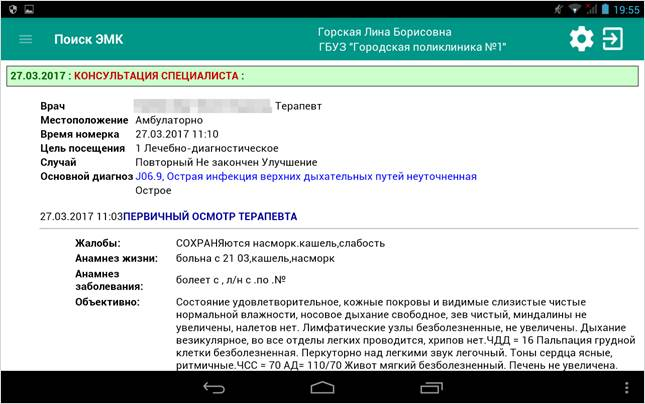 19:55
Поиск ЭМК
Горская Лина Борисовна
ГБУЗ "Городская поликлиника №1"
27.03.2017 : КОНСУЛЬТАЦИЯ СПЕЦИАЛИСТА :
Врач , Терапевт
Местоположение Амбулаторно
Время номерка 27.03.2017 11:10
Цель посещения 1 Лечебно-диагностическое
Случай Повторный Не закончен Улучшение
Основной диагноз J06.9, Острая инфекция верхних дыхательных путей неуточненная
Острое
27.03.2017 11:03ПЕРВИЧНЫЙ ОСМОТР ТЕРАПЕВТА
Жалобы: СОХРАНЯются насморк.кашель,слабость
Анамнез жизни: больна с 21 03,кашель,насморк
Анамнез
заболевания: болеет с , л/н с .по .№
Объективно: Состояние удовлетворительное, кожные покровы и видимые слизистые чистые
нормальной влажности, носовое дыхание свободное, зев чистый, миндалины не
увеличены, налетов нет. Лимфатические узлы безболезненные, не увеличены. Дыхание
везикулярное, во все отделы легких проводится, хрипов нет.ЧДД = 16 Пальпация грудной
клетки безболезненная. Перкуторно над легкими звук легочный. Тоны сердца ясные,
ритмичные.ЧСС = 70 АД= 110/70 Живот мягкий безболезненный. Печень не увеличена.